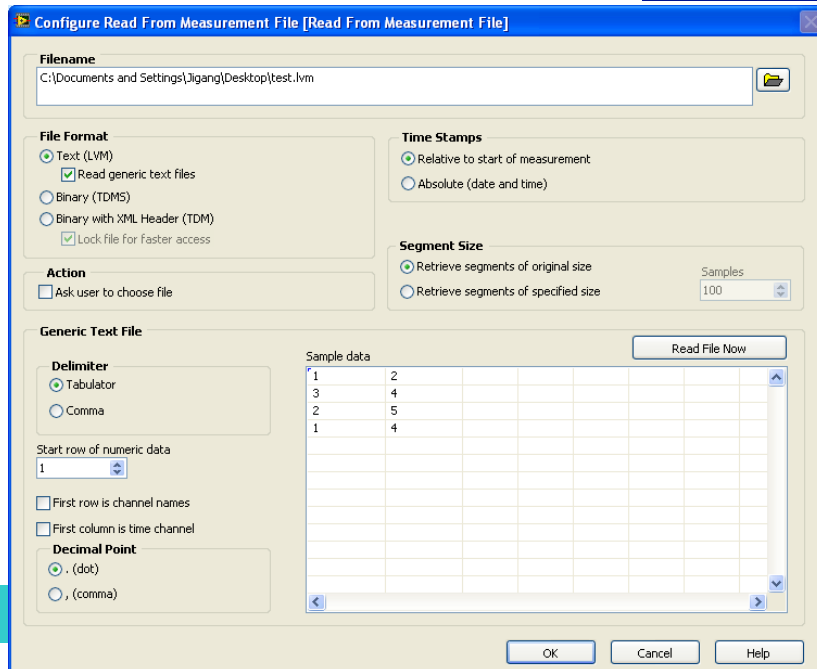 Configure Read From Measurement File [Read From Measurement File]
Filename
C:\Documents and Settings\Jigang\Desktop\test.lvm
File Format
Text (LVM)
Read generic text files
Binary (TDMS)
Binary with XML Header (TDM)
Lock file for faster access
Time Stamps
Relative to start of measurement
Absolute (date and time)
Action
Ask user to choose file
Segment Size
Retrieve segments of original size
Retrieve segments of specified size
Samples
100
Generic Text File
Read File Now
Delimiter
Tabulator
Comma
Start row of numeric data
1
First row is channel names
First column is time channel
Decimal Point
. (dot)
, (comma)
Sample data
1 2
3 4
2 5
1 4
OK Cancel Help